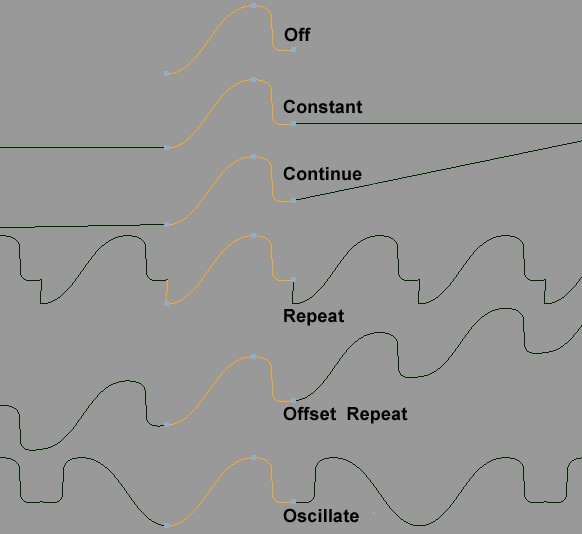 Off
Constant
Continue
Repeat
Offset  Repeat
Oscillate